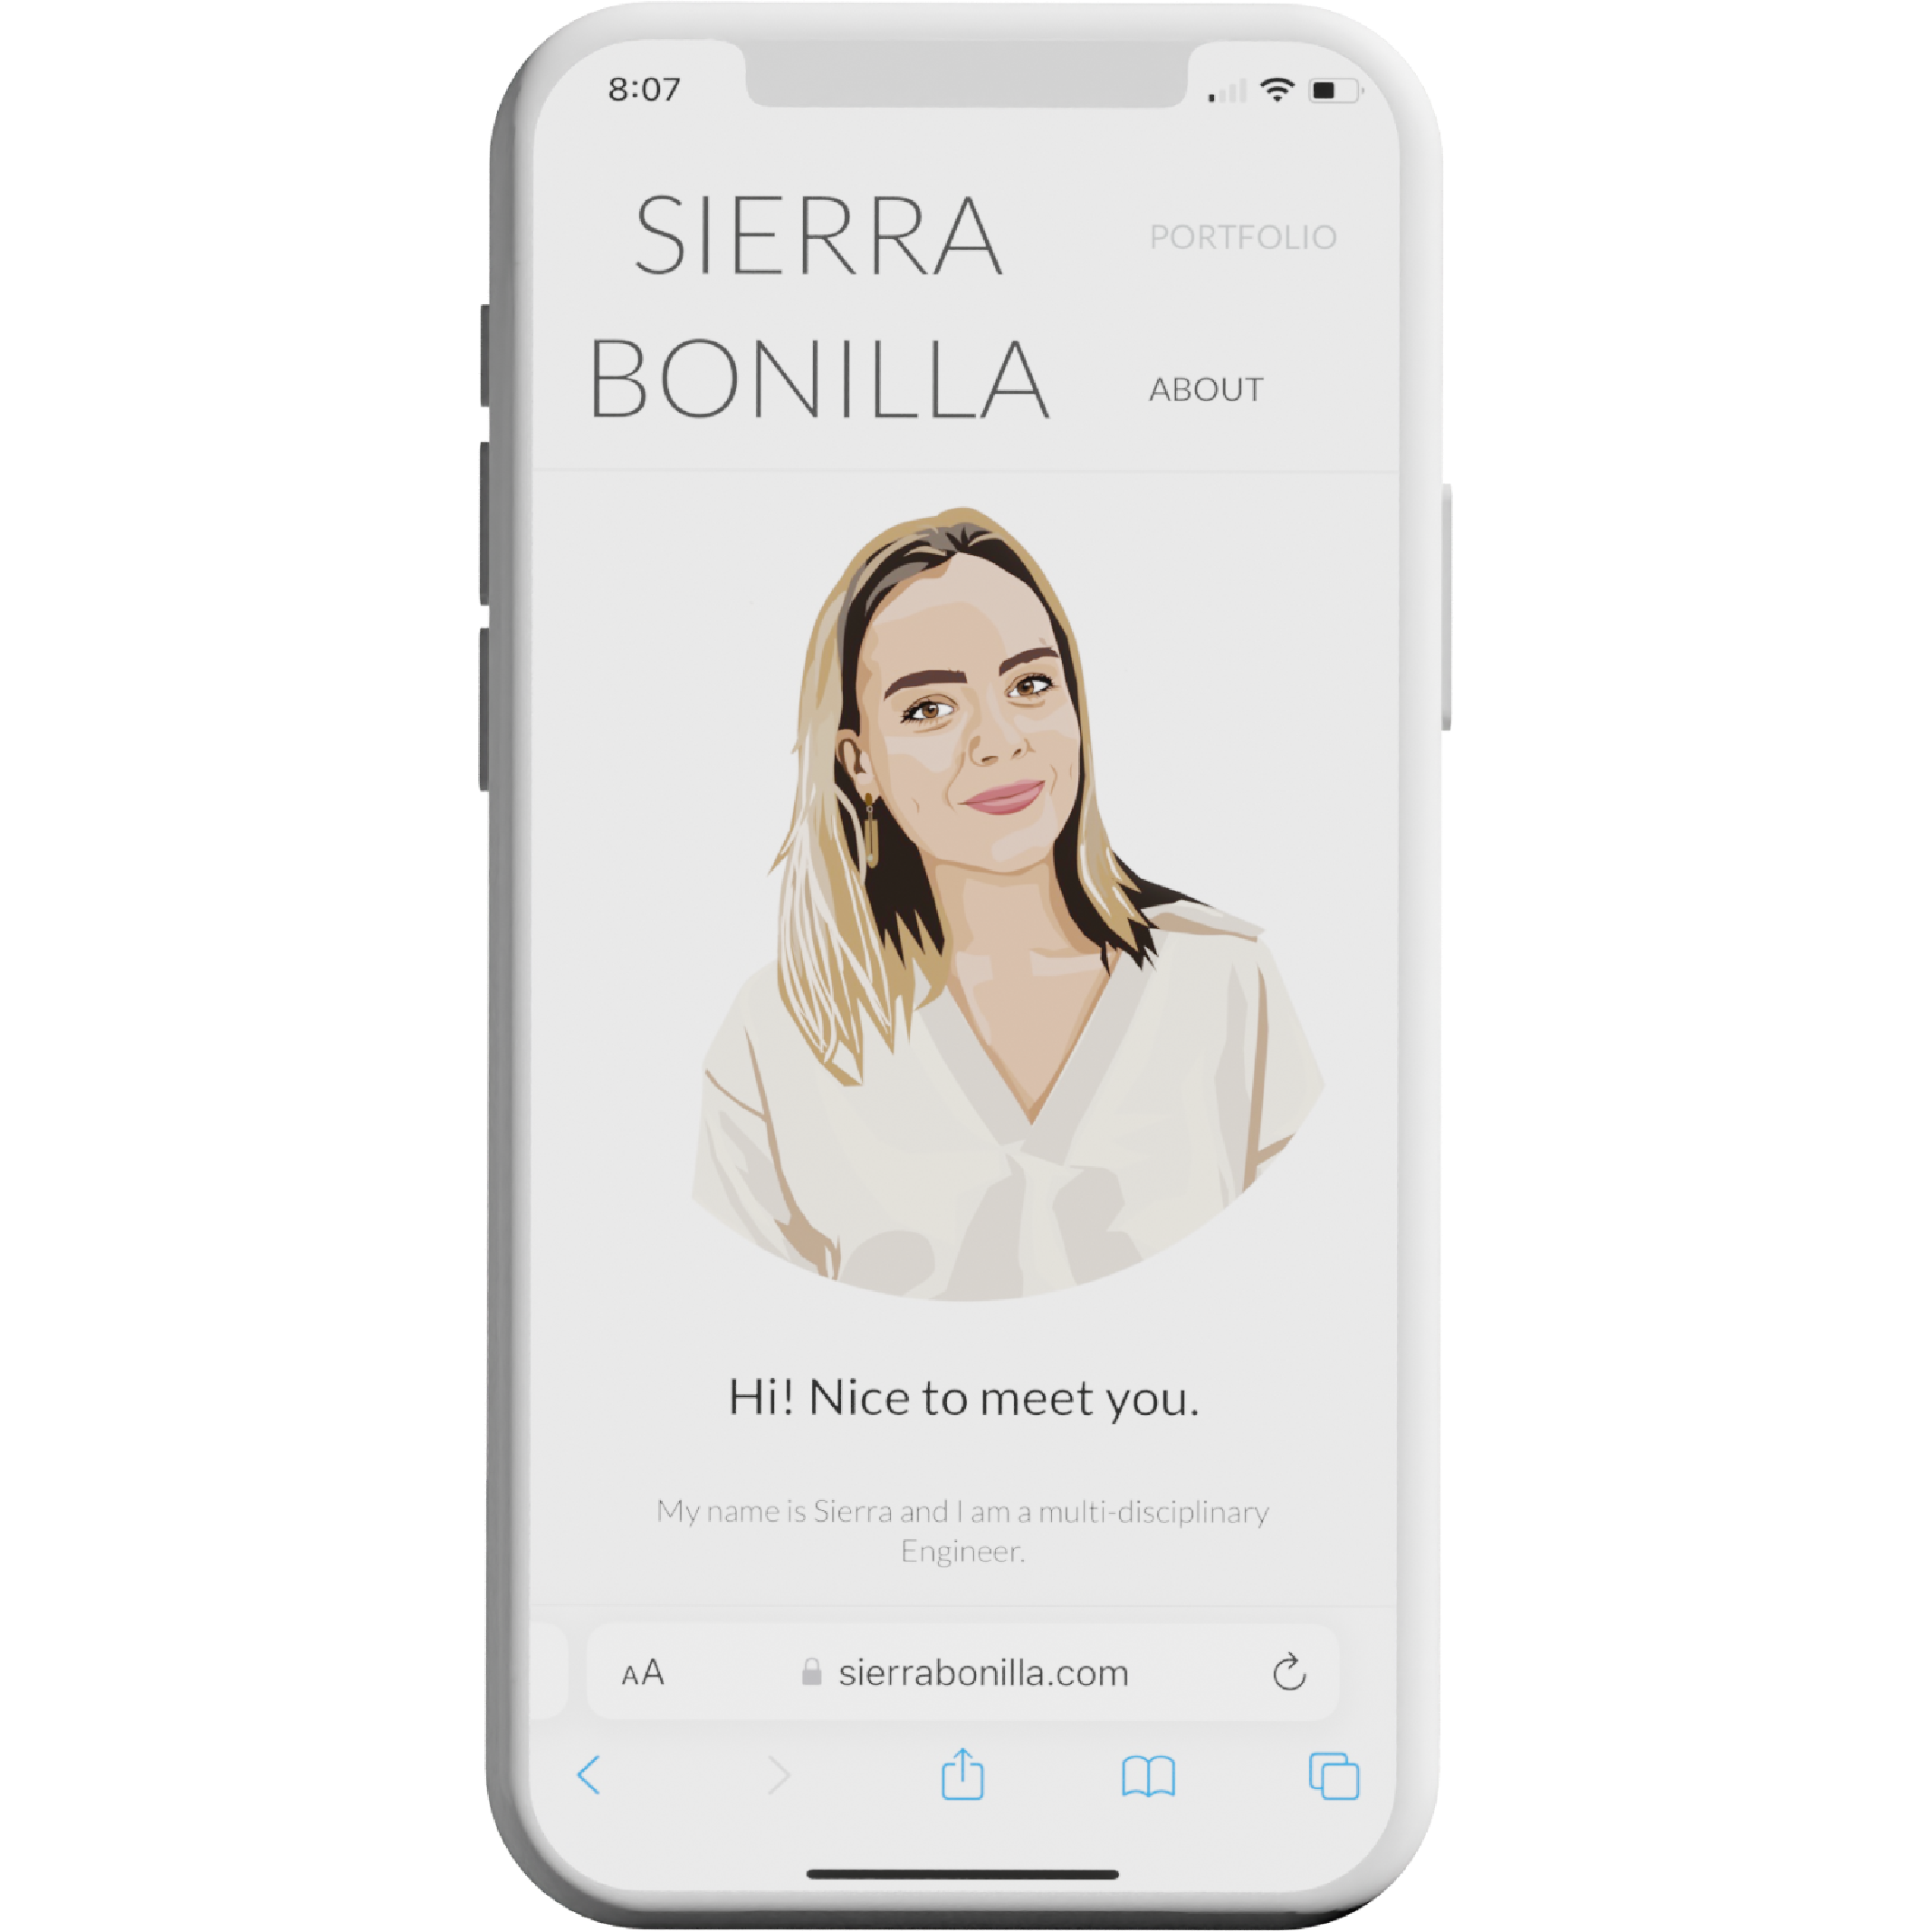 8:07
SIERRA
BONILLA
PORTFOLIO
ABOUT
Hi! Nice to meet you.
My name is Sierra and I am a multi-disciplinary
Engineer.
AA sierrabonilla.com